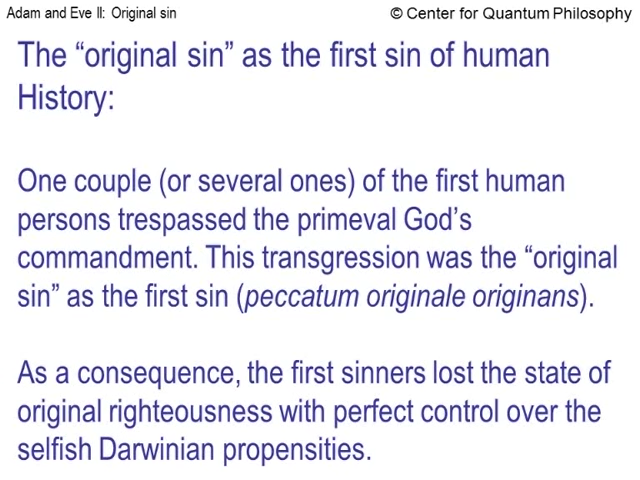 Adam and Eve II: Original sin
© Center for Quantum Philosophy
The “original sin” as the first sin of human
History:
One couple (or several ones) of the first human
persons trespassed the primeval God’s
commandment. This transgression was the “original
sin” as the first sin (peccatum originale originans).
As a consequence, the first sinners lost the state of
original righteousness with perfect control over the
selfish Darwinian propensities.